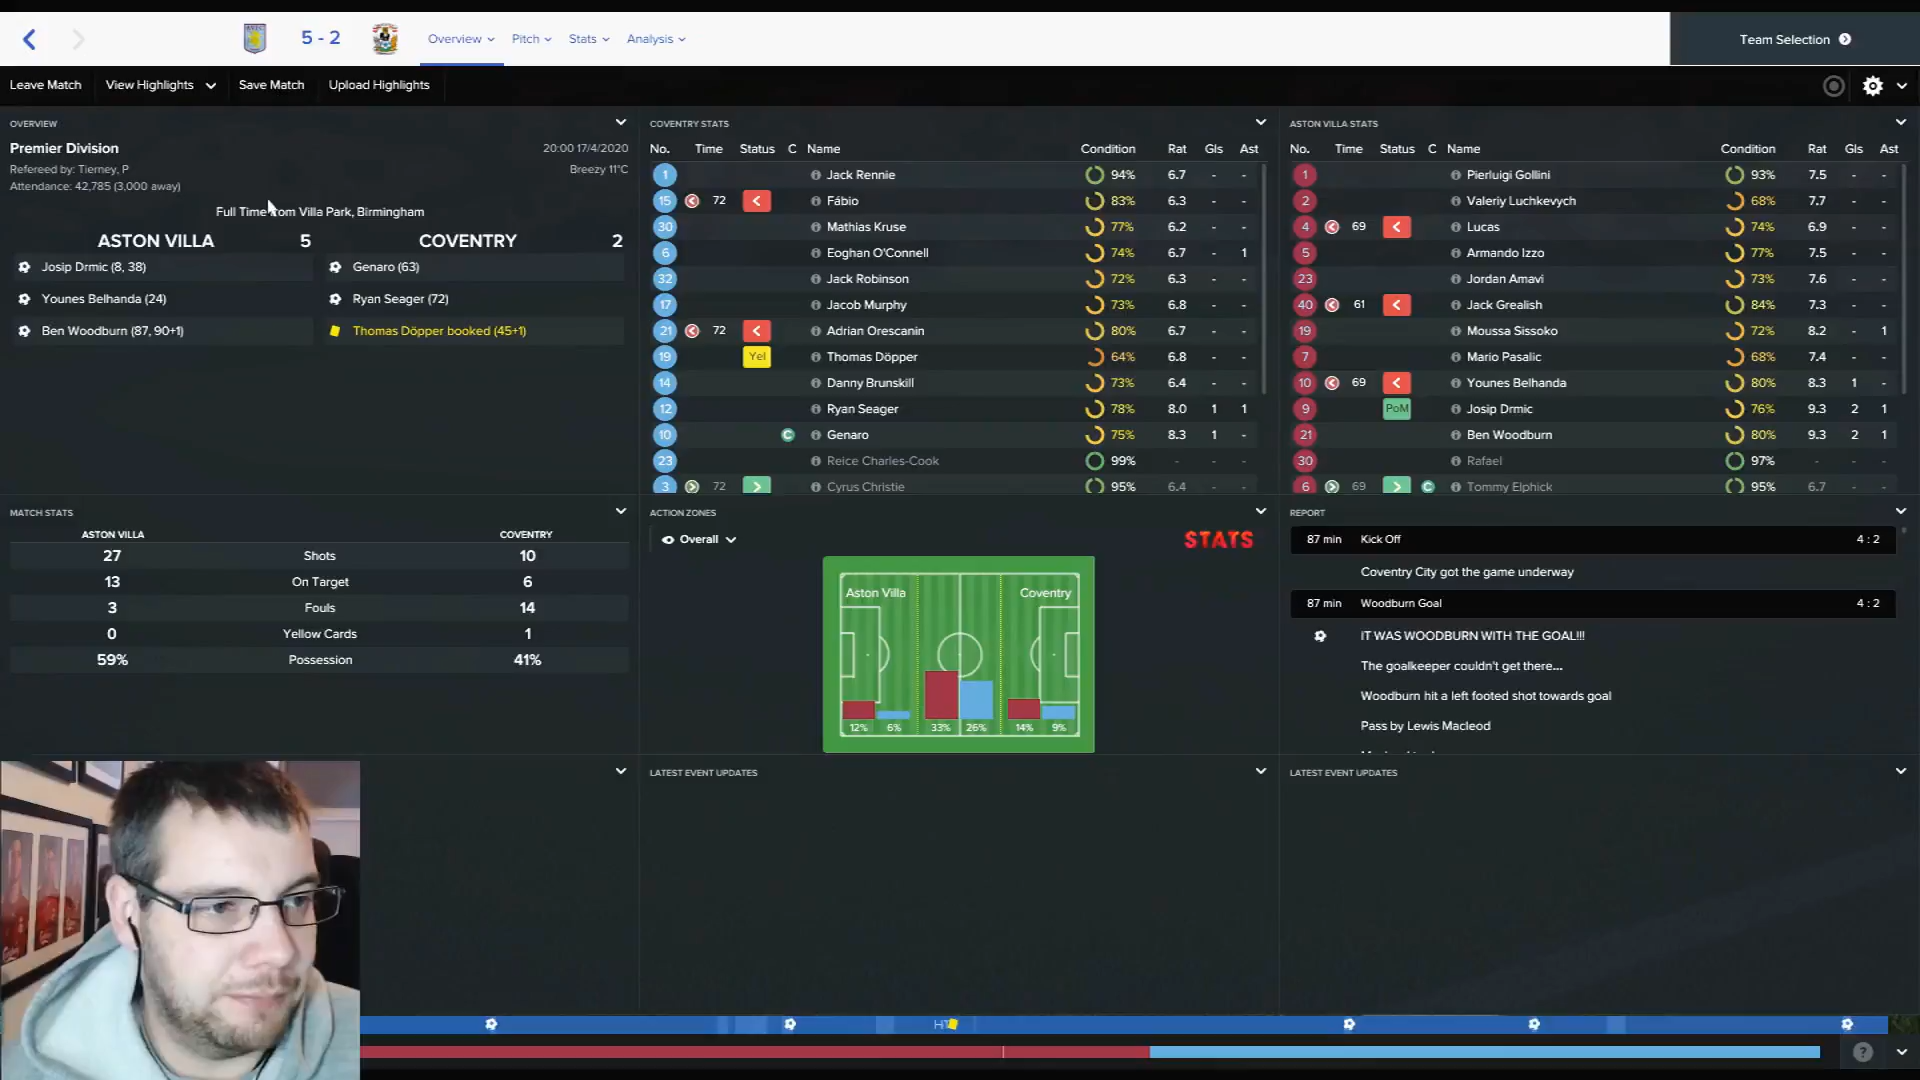 5 - 2
Overview
Pitch
Stats
Analysis
Team Selection
Leave Match
View Highlights
Save Match
Upload Highlights
OVERVIEW
Premier Division
20:00 17/4/2020
Refereed by: Tierney, P
Breezy 11°C
Attendance: 42,785 (3,000 away)
Full Time Villa Park, Birmingham
ASTON VILLA 5 COVENTRY 2
Josip Drmic (8, 38) Genaro (63)
Younes Belhanda (24) Ryan Seager (72)
Ben Woodburn (87, 90+1) Thomas Döpper booked (45+1)
COVENTRY STATS
No. Time Status C Name Condition Rat Gls Ast
1 Jack Rennie 94% 6.7 - -
15 72 Fábio 83% 6.3 - -
30 Mathias Kruse 77% 6.2 - -
6 Eoghan O'Connell 74% 6.7 - 1
32 Jack Robinson 72% 6.3 - -
17 Jacob Murphy 73% 6.8 - -
21 72 Adrian Orescanin 80% 6.7 - -
19 Yel Thomas Döpper 64% 6.8 - -
14 Danny Brunskill 73% 6.4 - -
12 Ryan Seager 78% 8.0 1 1
10 C Genaro 75% 8.3 1 -
23 Reice Charles-Cook 99% - - -
3 72 Cyrus Christie 95% 6.4 - -
ASTON VILLA STATS
No. Time Status C Name Condition Rat Gls Ast
1 Pierluigi Gollini 93% 7.5 - -
2 Valeriy Luchkevych 68% 7.7 - -
4 69 Lucas 74% 6.9 - -
5 Armando Izzo 77% 7.5 - -
23 Jordan Amavi 73% 7.6 - -
40 61 Jack Grealish 84% 7.3 - -
19 Moussa Sissoko 72% 8.2 - 1
7 Mario Pasalic 68% 7.4 - -
10 69 Younes Belhanda 80% 8.3 1 -
9 PoM Josip Drmic 76% 9.3 2 1
21 Ben Woodburn 80% 9.3 2 1
30 Rafael 97% - - -
6 69 C Tommy Elphick 95% 6.7 - -
MATCH STATS
ASTON VILLA COVENTRY
27 Shots 10
13 On Target 6
3 Fouls 14
0 Yellow Cards 1
59% Possession 41%
ACTION ZONES
Overall
STATS
Aston Villa Coventry
12% 6% 33% 26% 14% 9%
REPORT
87 min Kick Off 4 : 2
Coventry City got the game underway
87 min Woodburn Goal 4 : 2
IT WAS WOODBURN WITH THE GOAL!!!
The goalkeeper couldn't get there...
Woodburn hit a left footed shot towards goal
Pass by Lewis Macleod
LATEST EVENT UPDATES
LATEST EVENT UPDATES
?